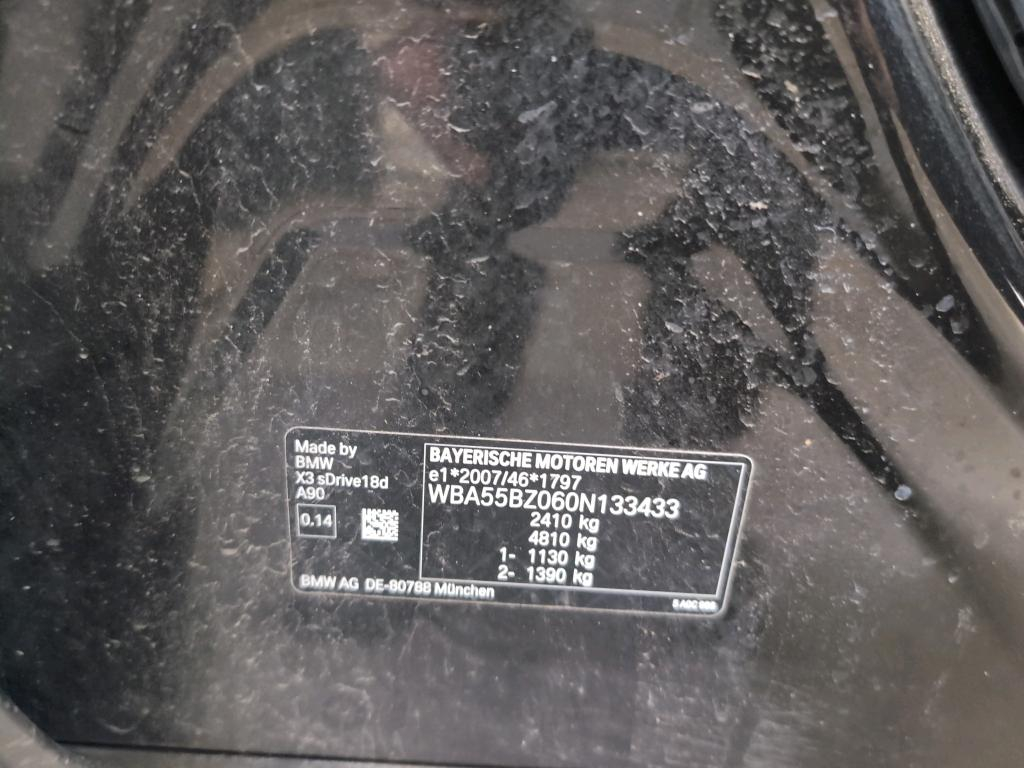 Made by
BMW
X3 sDrive18d
A90
0.14
BAYERISCHE MOTOREN WERKE AG
e1*2007/46*1797
WBA55BZ060N133433
2410 kg
4810 kg
1- 1130 kg
2- 1390 kg
BMW AG DE-80788 München